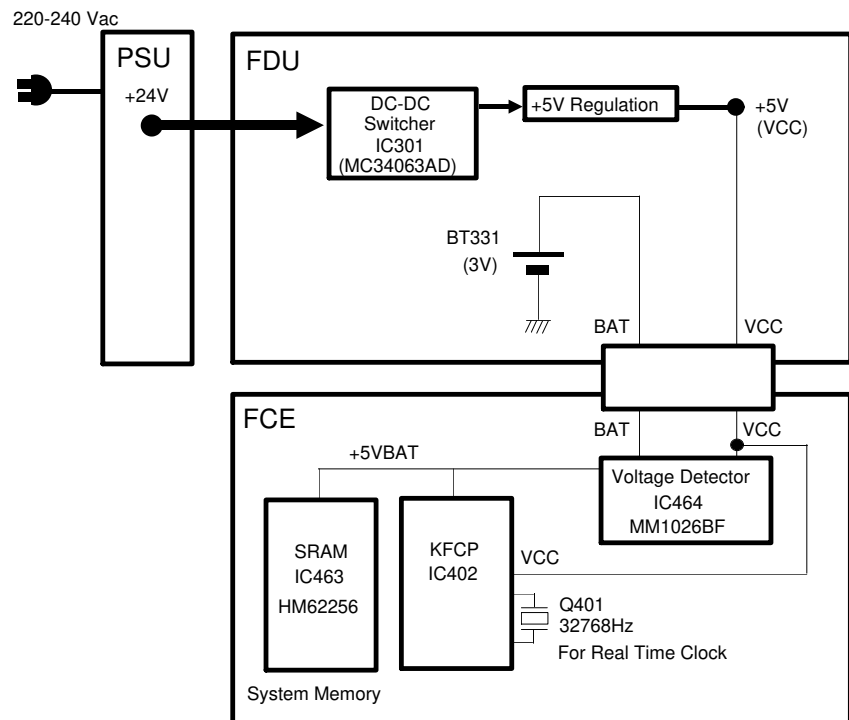 220-240 Vac
PSU
+24V
FDU
DC-DC
Switcher
IC301
(MC34063AD)
+5V Regulation
+5V
(VCC)
BT331
(3V)
BAT
VCC
FCE
BAT
VCC
+5VBAT
Voltage Detector
IC464
MM1026BF
SRAM
IC463
HM62256
KFCP
IC402
VCC
Q401
32768Hz
For Real Time Clock
System Memory